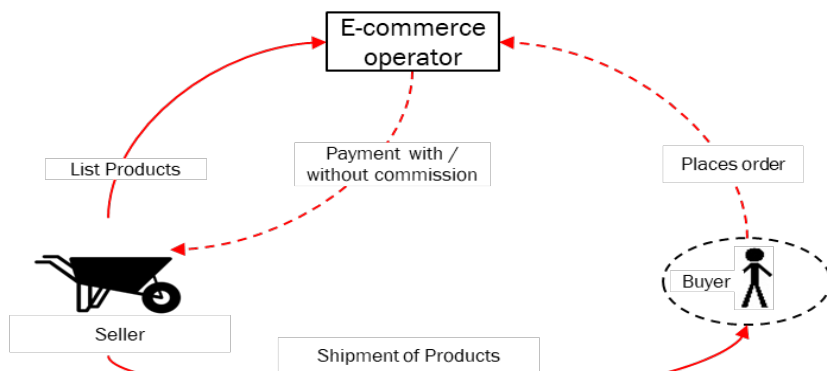 E-commerce
operator
List Products
Payment with /
without commission
Places order
Buyer
Seller
Shipment of Products